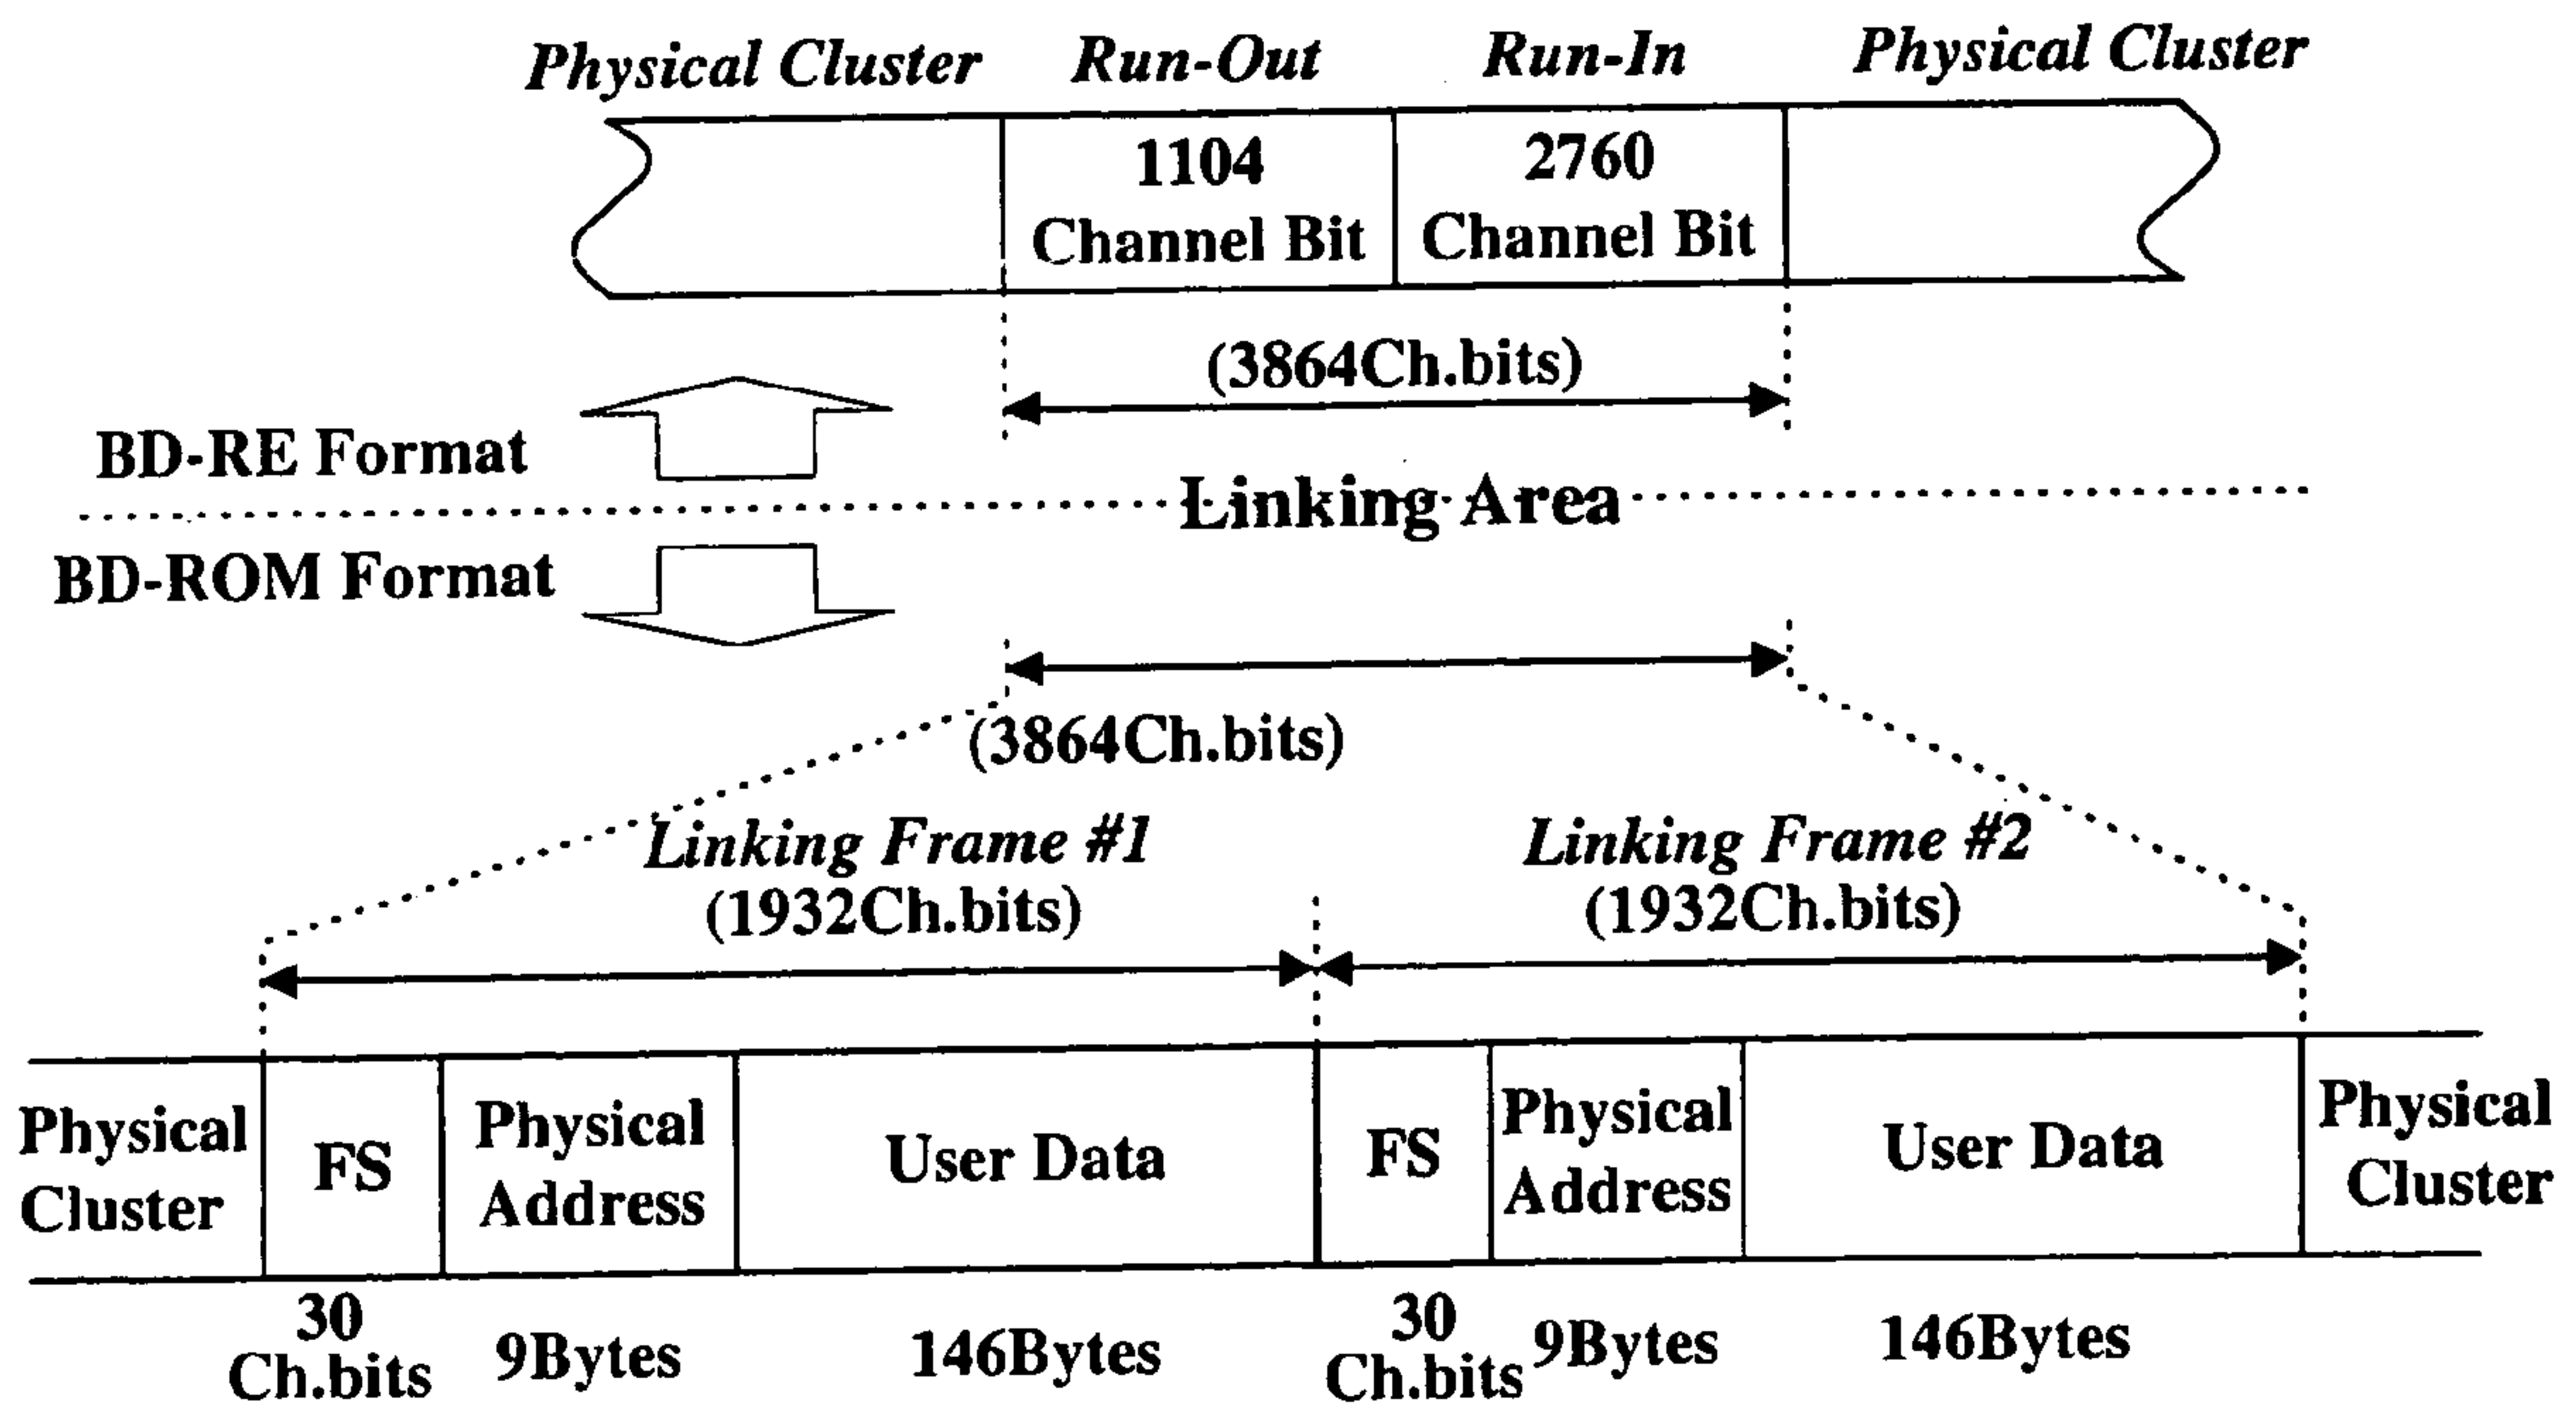 Physical Cluster Run-Out Run-In Physical Cluster
1104 2760
Channel Bit Channel Bit
(3864Ch.bits)
BD-RE Format
Linking Area
BD-ROM Format
(3864Ch.bits)
Linking Frame #1 Linking Frame #2
(1932Ch.bits) (1932Ch.bits)
Physical Cluster
FS
Physical Address
User Data
FS
Physical Address
User Data
Physical Cluster
30 Ch.bits
9Bytes
146Bytes
30 Ch.bits
9Bytes
146Bytes